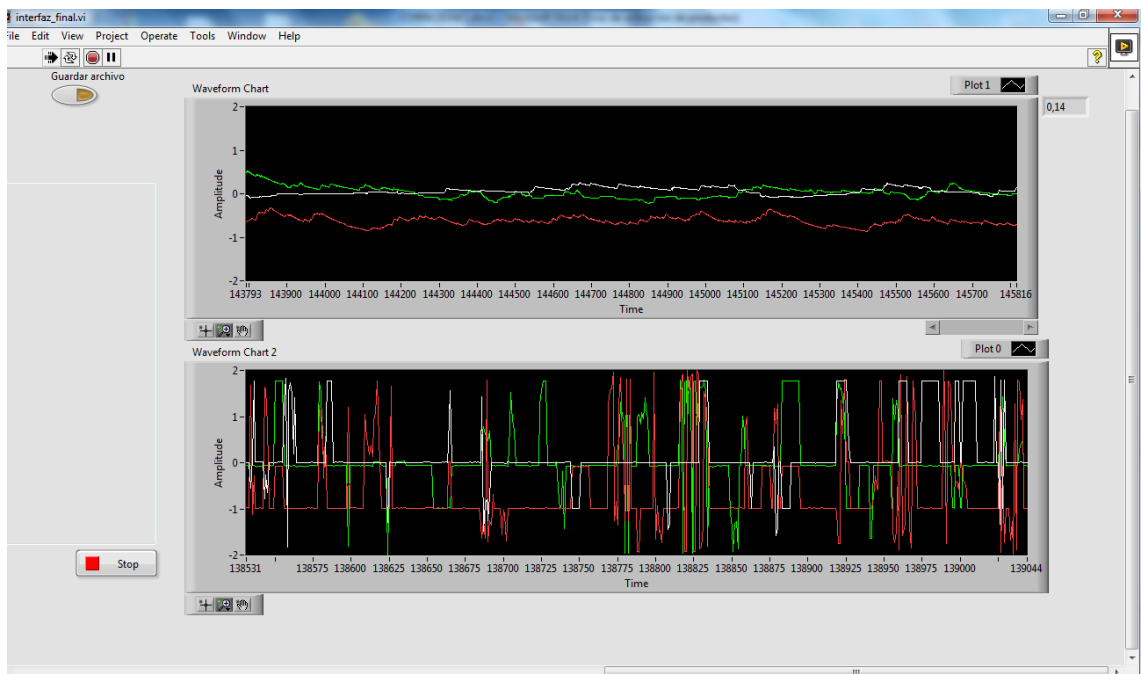 interfaz_final.vi
File Edit View Project Operate Tools Window Help
Guardar archivo
Waveform Chart
Plot 1
0,14
2
1
0
-1
-2
Amplitude
143793 143900 144000 144100 144200 144300 144400 144500 144600 144700 144800 144900 145000 145100 145200 145300 145400 145500 145600 145700 145816
Time
Waveform Chart 2
Plot 0
2
1
0
-1
-2
Amplitude
138531 138575 138600 138625 138650 138675 138700 138725 138750 138775 138800 138825 138850 138875 138900 138925 138950 138975 139000 139044
Time
Stop